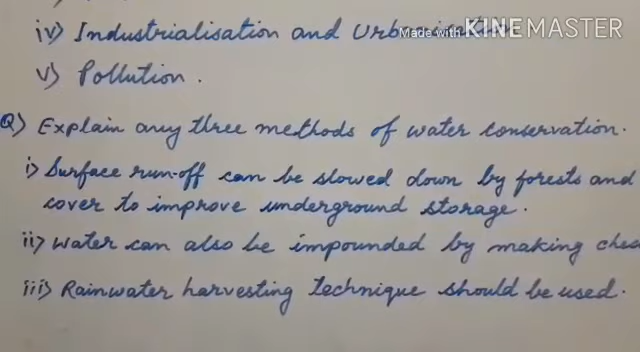 iv) Industrialisation and Urbanisation
Made with KINEMASTER
v) Pollution.
Q) Explain any three methods of water conservation.
i) Surface run-off can be slowed down by forests and
cover to improve underground storage.
ii) Water can also be impounded by making
iii) Rainwater harvesting technique should be used.